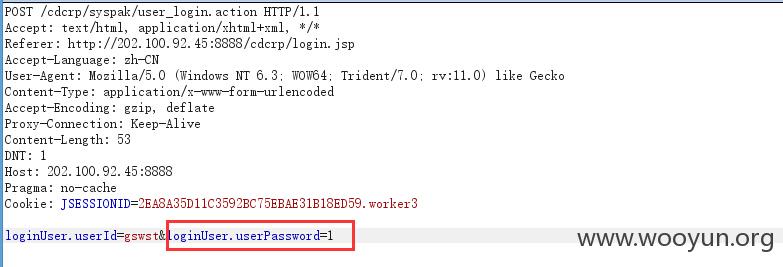 POST /cdcrp/syspak/user_login.action HTTP/1.1
Accept: text/html, application/xhtml+xml, */*
Referer: http://202.100.92.45:8888/cdcrp/login.jsp
Accept-Language: zh-CN
User-Agent: Mozilla/5.0 (Windows NT 6.3; WOW64; Trident/7.0; rv:11.0) like Gecko
Content-Type: application/x-www-form-urlencoded
Accept-Encoding: gzip, deflate
Proxy-Connection: Keep-Alive
Content-Length: 53
DNT: 1
Host: 202.100.92.45:8888
Pragma: no-cache
Cookie: JSESSIONID=2EA8A35D11C3592BC75EBAE31B18ED59.worker3
loginUser.userId=gswst&loginUser.userPassword=1
www.wooyun.org